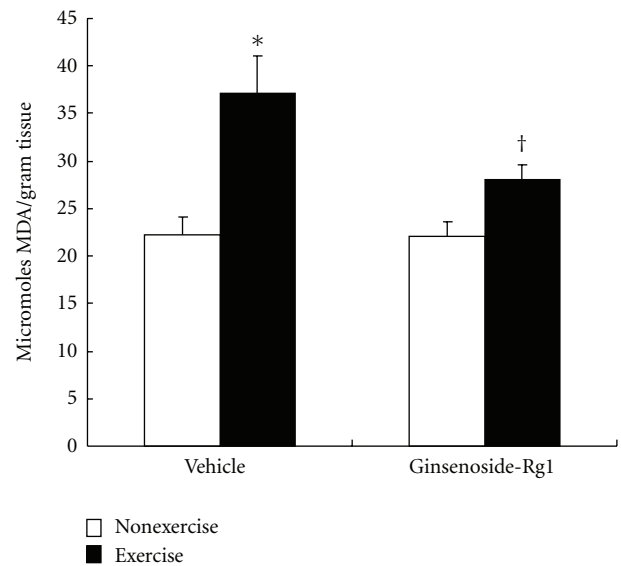 Micromoles MDA/gram tissue
45
40
35
30
25
20
15
10
5
0
*
†
Vehicle
Ginsenoside-Rg1
Nonexercise
Exercise